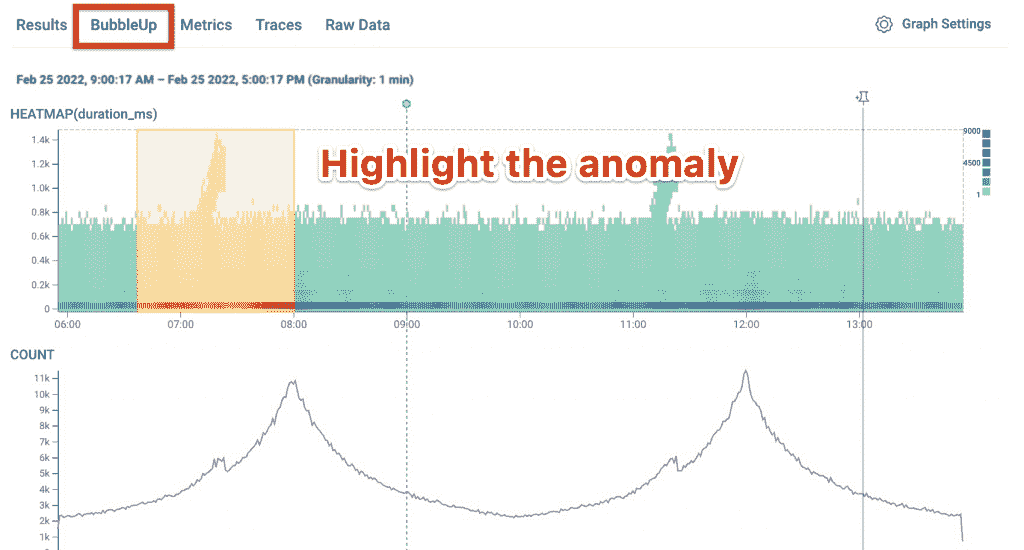 Results BubbleUp Metrics Traces Raw Data Graph Settings
Feb 25 2022, 9:00:17 AM – Feb 25 2022, 5:00:17 PM (Granularity: 1 min)
HEATMAP(duration_ms)
Highlight the anomaly
1.4k
1.2k
1.0k
0.8k
0.6k
0.4k
0.2k
0
9000
4500
1
06:00 07:00 08:00 09:00 10:00 11:00 12:00 13:00
COUNT
11k
10k
9k
8k
7k
6k
5k
4k
3k
2k
1k